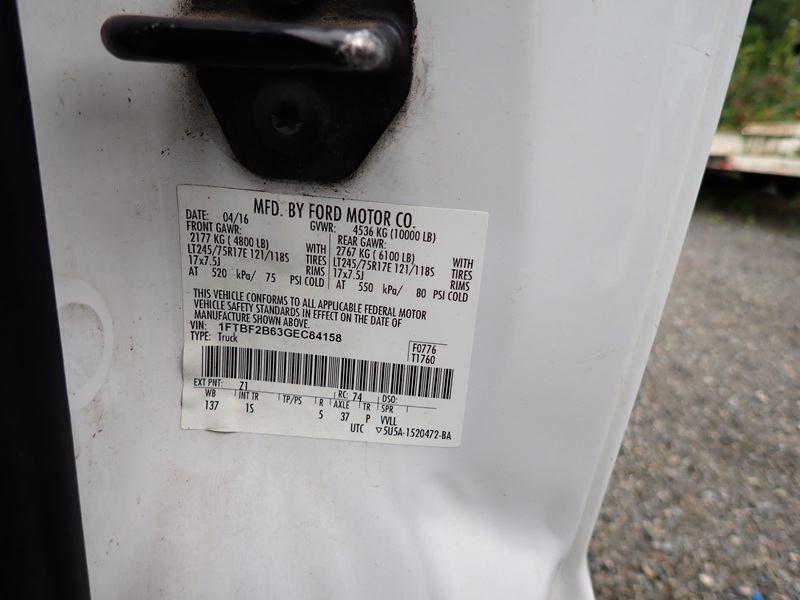 MFD. BY FORD MOTOR CO.
DATE: 04/16 GVWR: 4536 KG (10000 LB)
FRONT GAWR: REAR GAWR:
2177 KG ( 4800 LB) WITH 2767 KG ( 6100 LB) WITH
LT245/75R17E 121/118S TIRES LT245/75R17E 121/118S TIRES
17x7.5J RIMS 17x7.5J RIMS
AT 520 kPa/ 75 PSI COLD AT 550 kPa/ 80 PSI COLD
THIS VEHICLE CONFORMS TO ALL APPLICABLE FEDERAL MOTOR
VEHICLE SAFETY STANDARDS IN EFFECT ON THE DATE OF
MANUFACTURE SHOWN ABOVE.
VIN: 1FTBF2B63GEC84158
TYPE: Truck
F0776
T1760
EXT PNT: Z1 RC: 74 DSO:
WB INT TR TP/PS R AXLE TR SPR
137 1S 5 37 P VVLL
UTC ▽5U5A-1520472-BA